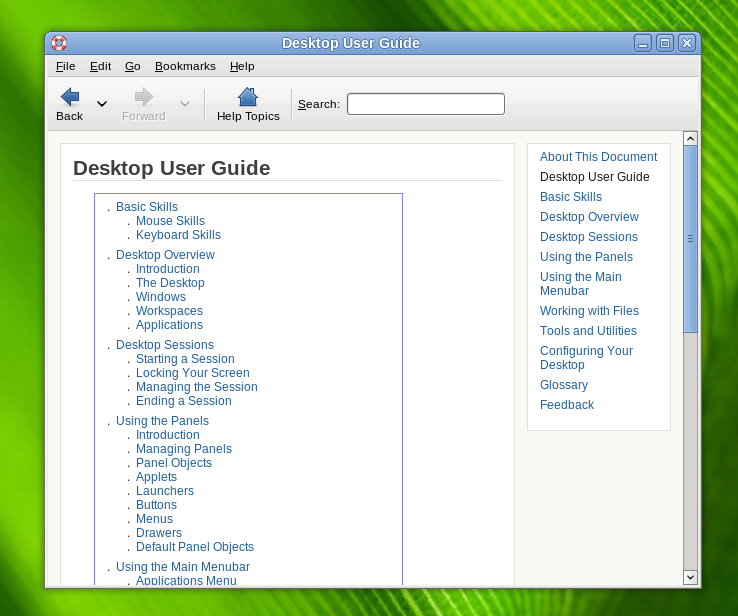 Desktop User Guide
File Edit Go Bookmarks Help
Back Forward Help Topics Search:
Desktop User Guide
. Basic Skills
. Mouse Skills
. Keyboard Skills
. Desktop Overview
. Introduction
. The Desktop
. Windows
. Workspaces
. Applications
. Desktop Sessions
. Starting a Session
. Locking Your Screen
. Managing the Session
. Ending a Session
. Using the Panels
. Introduction
. Managing Panels
. Panel Objects
. Applets
. Launchers
. Buttons
. Menus
. Drawers
. Default Panel Objects
. Using the Main Menubar
. Applications Menu
About This Document
Desktop User Guide
Basic Skills
Desktop Overview
Desktop Sessions
Using the Panels
Using the Main
Menubar
Working with Files
Tools and Utilities
Configuring Your
Desktop
Glossary
Feedback